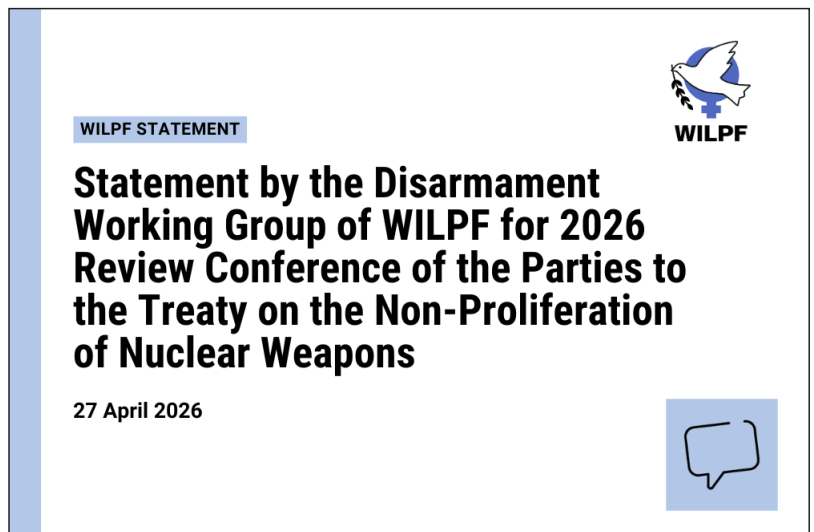 WILPF
WILPF STATEMENT
Statement by the Disarmament
Working Group of WILPF for 2026
Review Conference of the Parties to
the Treaty on the Non-Proliferation
of Nuclear Weapons
27 April 2026